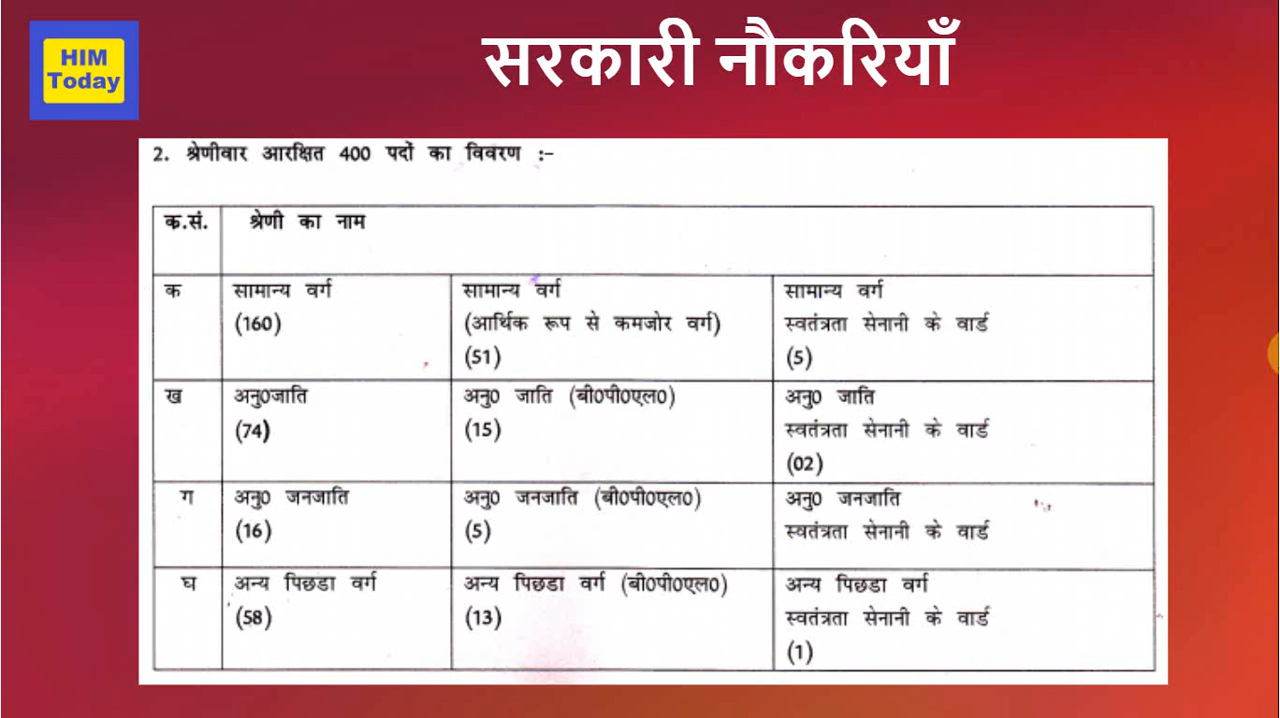 HIM
Today
सरकारी नौकरियाँ
2. श्रेणीवार आरक्षित 400 पदों का विवरण :-
क.सं. श्रेणी का नाम
क
सामान्य वर्ग
(160)
सामान्य वर्ग
(आर्थिक रूप से कमजोर वर्ग)
(51)
सामान्य वर्ग
स्वतंत्रता सेनानी के वार्ड
(5)
ख
अनु0जाति
(74)
अनु0 जाति (बी0पी0एल0)
(15)
अनु0 जाति
स्वतंत्रता सेनानी के वार्ड
(02)
ग
अनु0 जनजाति
(16)
अनु0 जनजाति (बी0पी0एल0)
(5)
अनु0 जनजाति
स्वतंत्रता सेनानी के वार्ड
घ
अन्य पिछडा वर्ग
(58)
अन्य पिछडा वर्ग (बी0पी0एल0)
(13)
अन्य पिछडा वर्ग
स्वतंत्रता सेनानी के वार्ड
(1)